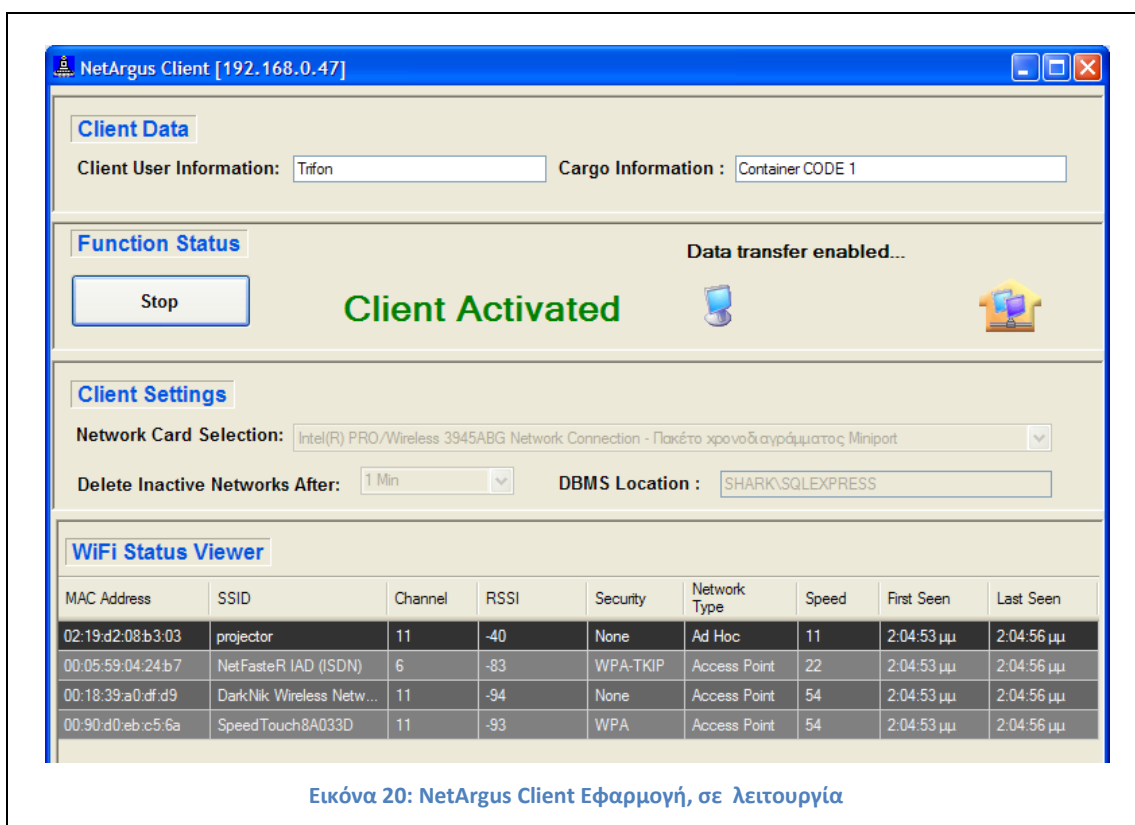 NetArgus Client [192.168.0.47]
Client Data
Client User Information: Trifon Cargo Information : Container CODE 1
Function Status
Data transfer enabled...
Stop Client Activated
Client Settings
Network Card Selection: Intel(R) PRO/Wireless 3945ABG Network Connection - Πακέτο χρονοδιαγράμματος Miniport
Delete Inactive Networks After: 1 Min DBMS Location : SHARK\SQLEXPRESS
WiFi Status Viewer
MAC Address SSID Channel RSSI Security Network Type Speed First Seen Last Seen
02:19:d2:08:b3:03 projector 11 -40 None Ad Hoc 11 2:04:53 μμ 2:04:56 μμ
00:05:59:04:24:b7 NetFasteR IAD (ISDN) 6 -83 WPA-TKIP Access Point 22 2:04:53 μμ 2:04:56 μμ
00:18:39:a0:df:d9 DarkNik Wireless Netw... 11 -94 None Access Point 54 2:04:53 μμ 2:04:56 μμ
00:90:d0:eb:c5:6a SpeedTouch8A033D 11 -93 WPA Access Point 54 2:04:53 μμ 2:04:56 μμ
Εικόνα 20: NetArgus Client Εφαρμογή, σε λειτουργία